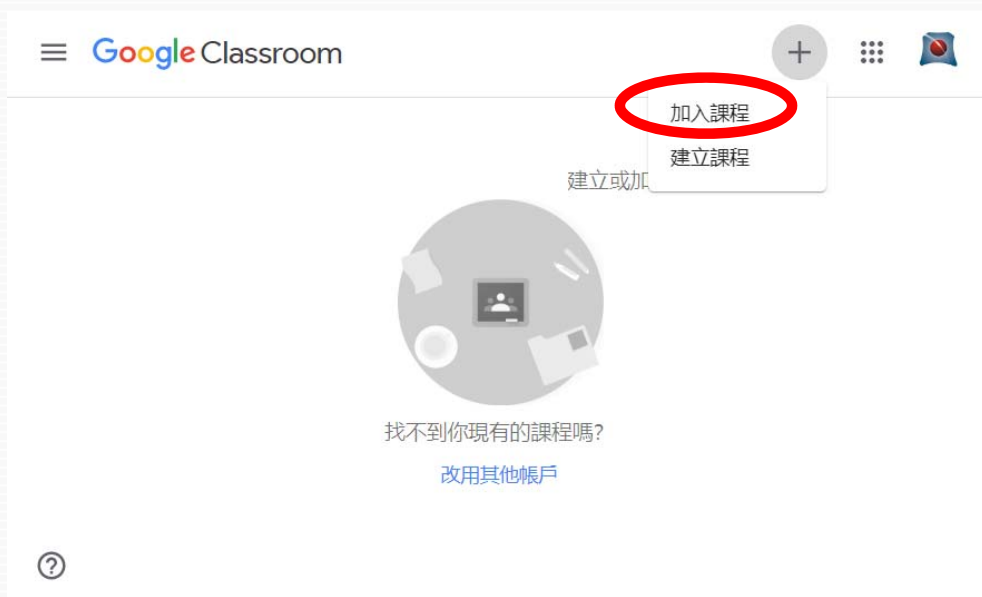 Google Classroom
加入課程
建立課程
建立或加
找不到你現有的課程嗎?
改用其他帳戶